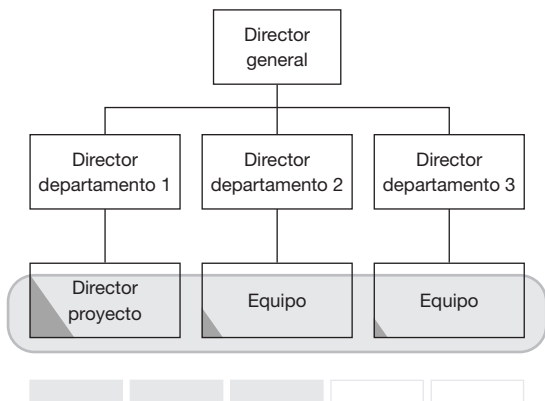 Director
general
Director
departamento 1
Director
departamento 2
Director
departamento 3
Director
proyecto
Equipo
Equipo